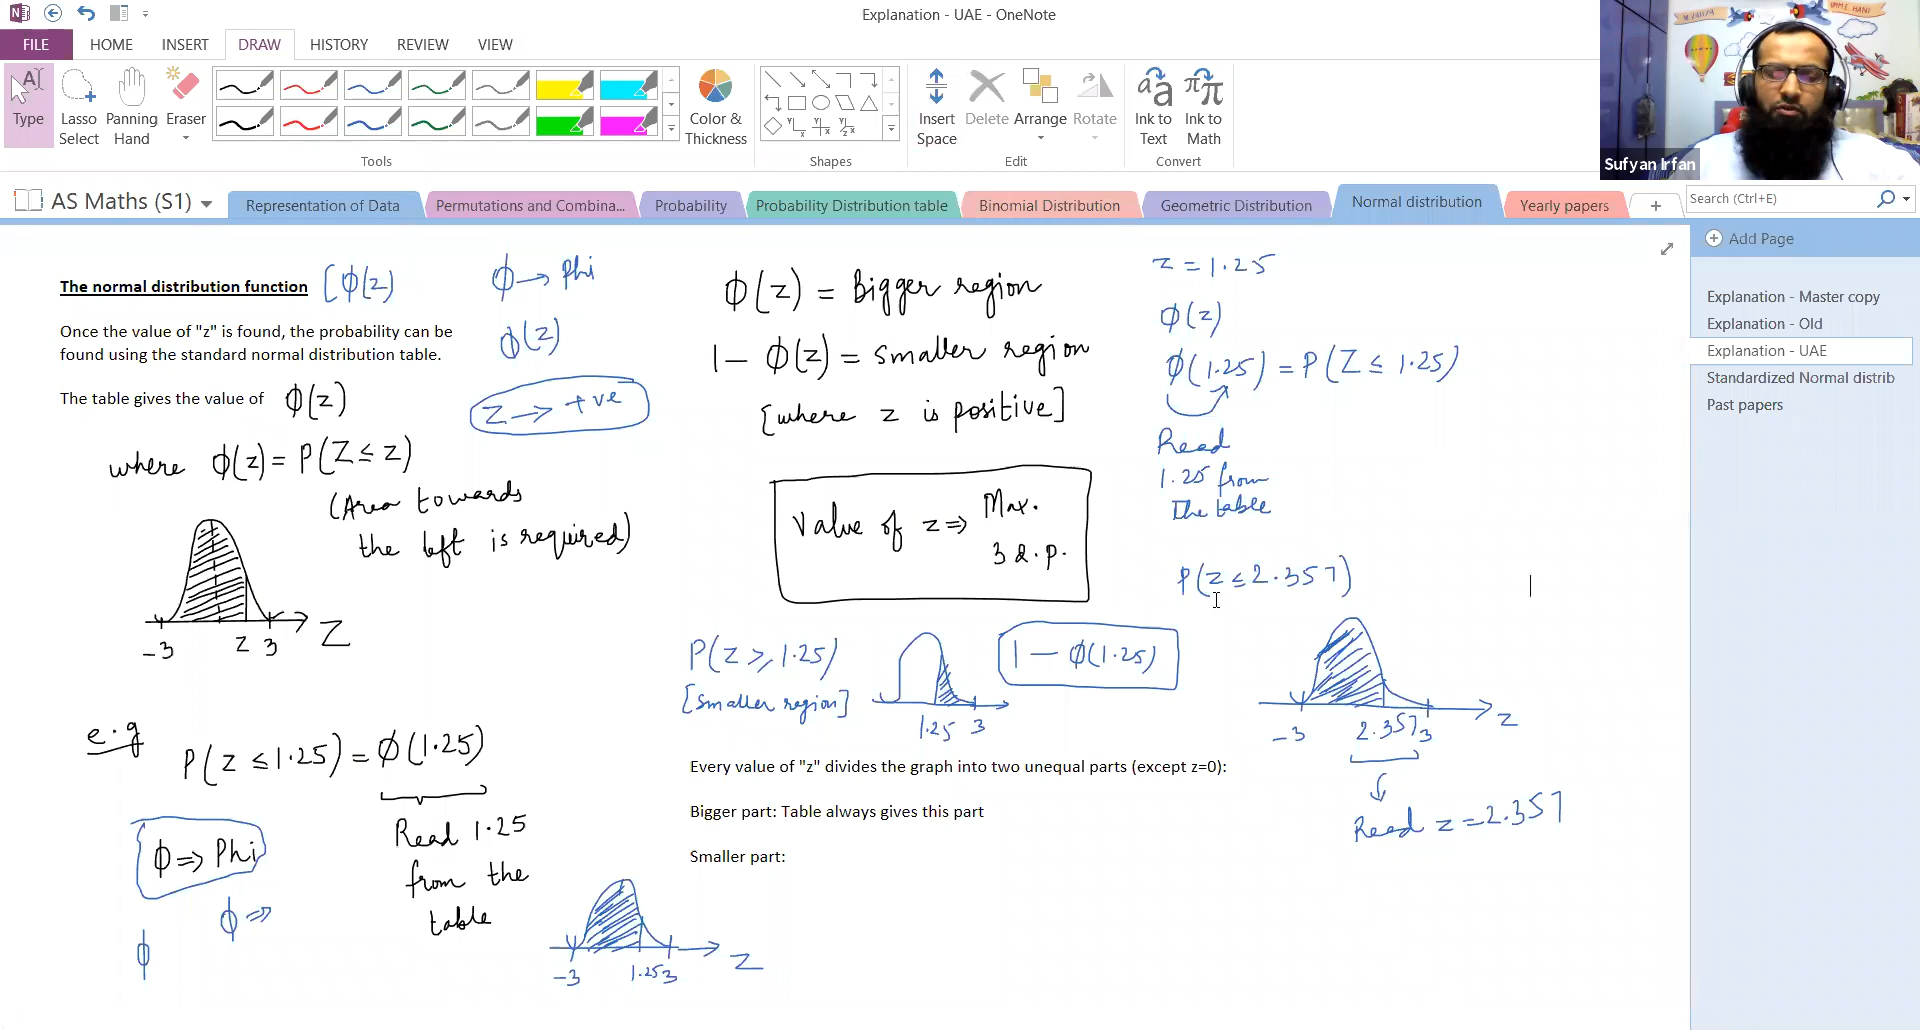 Explanation - UAE - OneNote
FILE HOME INSERT DRAW HISTORY REVIEW VIEW
Type
Lasso Select
Panning Hand
Eraser
Color & Thickness
Insert Space
Delete
Arrange
Rotate
Ink to Text
Ink to Math
Tools
Shapes
Edit
Convert
Sufyan Irfan
AS Maths (S1)
Representation of Data
Permutations and Combina...
Probability
Probability Distribution table
Binomial Distribution
Geometric Distribution
Normal distribution
Yearly papers
Search (Ctrl+E)
Add Page
Explanation - Master copy
Explanation - Old
Explanation - UAE
Standardized Normal distrib
Past papers
The normal distribution function [ϕ(z)
Once the value of "z" is found, the probability can be
found using the standard normal distribution table.
The table gives the value of ϕ(z)
where ϕ(z) = P(Z ≤ z)
(Area towards
the left is required)
-3 z 3 Z
e.g
P(z ≤ 1.25) = ϕ(1.25)
Read 1.25
from the
table
ϕ ⇒ Phi
ϕ ⇒
ϕ
ϕ → Phi
ϕ(z)
z → +ve
-3 1.25 3 Z
ϕ(z) = Bigger region
1 - ϕ(z) = smaller region
[where z is positive]
Value of z ⇒ Max.
3 d.p.
P(z ≥ 1.25)
[smaller region]
1.25 3
1 - ϕ(1.25)
Every value of "z" divides the graph into two unequal parts (except z=0):
Bigger part: Table always gives this part
Smaller part:
z = 1.25
ϕ(z)
ϕ(1.25) = P(Z ≤ 1.25)
Read
1.25 from
The table
P(z ≤ 2.357)
-3 2.357 3 z
Read z = 2.357